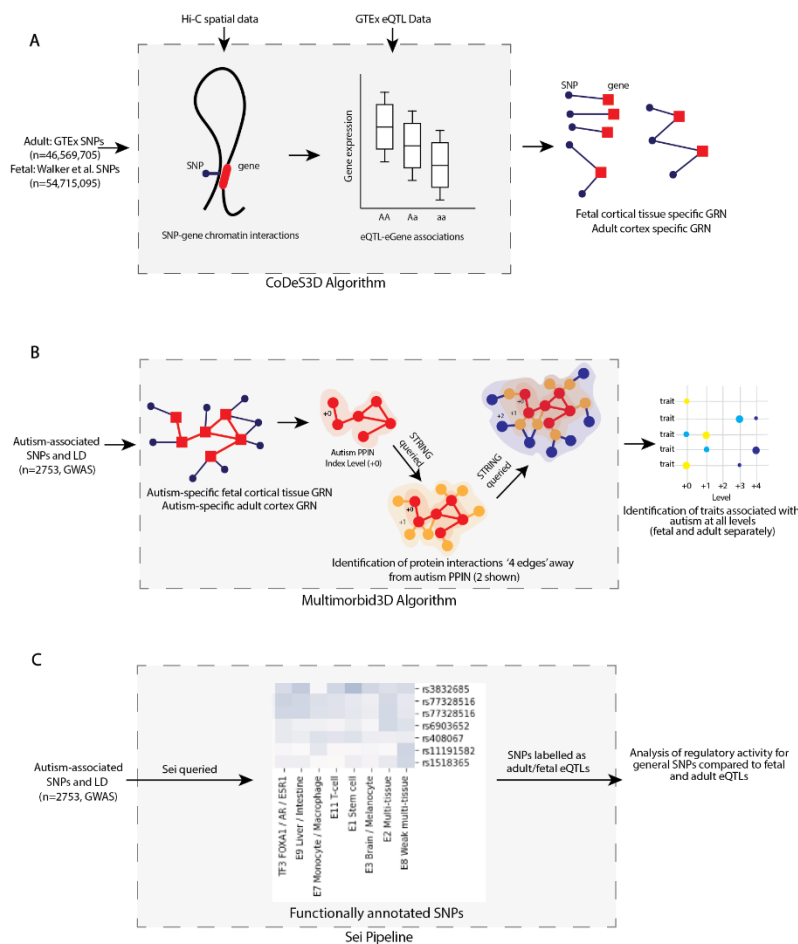 Hi-C spatial data
GTEx eQTL Data
A
Adult: GTEx SNPs
(n=46,569,705)
Fetal: Walker et al. SNPs
(n=54,715,095)
SNP
gene
SNP-gene chromatin interactions
Gene expression
AA Aa aa
eQTL-eGene associations
SNP gene
Fetal cortical tissue specific GRN
Adult cortex specific GRN
CoDeS3D Algorithm
B
Autism-associated
SNPs and LD
(n=2753, GWAS)
Autism-specific fetal cortical tissue GRN
Autism-specific adult cortex GRN
+0
Autism PPIN
Index Level (+0)
STRING
queried
+0
+1
STRING
queried
+0
+1
+2
Identification of protein interactions '4 edges' away
from autism PPIN (2 shown)
trait
trait
trait
trait
trait
+0 +1 +3 +4
Level
Identification of traits associated with
autism at all levels
(fetal and adult separately)
Multimorbid3D Algorithm
C
Autism-associated
SNPs and LD
(n=2753, GWAS)
Sei queried
rs3832685
rs77328516
rs77328516
rs6903652
rs408067
rs11191582
rs1518365
TF3 FOXA1 / AR / ESR1
E9 Liver / Intestine
E7 Monocyte / Macrophage
E11 T-cell
E1 Stem cell
E3 Brain / Melanocyte
E2 Multi-tissue
E8 Weak multi-tissue
SNPs labelled as
adult/fetal eQTLs
Analysis of regulatory activity for
general SNPs compared to fetal
and adult eQTLs
Functionally annotated SNPs
Sei Pipeline